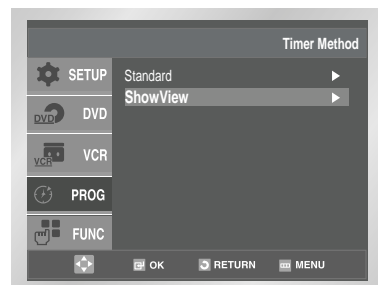 Timer Method
SETUP
Standard
ShowView
DVD DVD
VCR VCR
PROG
FUNC
OK RETURN MENU